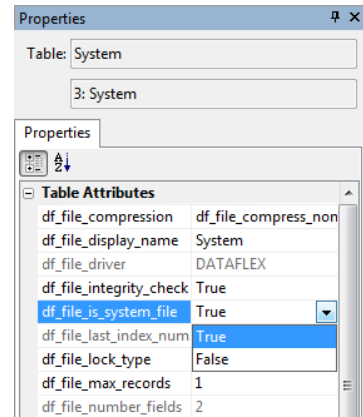 Properties
Table: System
3: System
Properties
Table Attributes
df_file_compression df_file_compress_non
df_file_display_name System
df_file_driver DATAFLEX
df_file_integrity_check True
df_file_is_system_file True
df_file_last_index_num True
df_file_lock_type False
df_file_max_records 1
df_file_number_fields 2